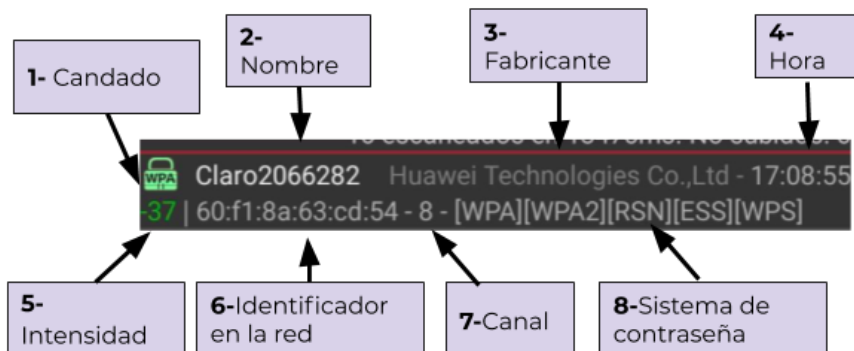 2-
Nombre
3-
Fabricante
4-
Hora
1- Candado
WPA
Claro2066282 Huawei Technologies Co.,Ltd - 17:08:55
-37 | 60:f1:8a:63:cd:54 - 8 - [WPA][WPA2][RSN][ESS][WPS]
5-
Intensidad
6-Identificador
en la red
7-Canal
8-Sistema de
contraseña